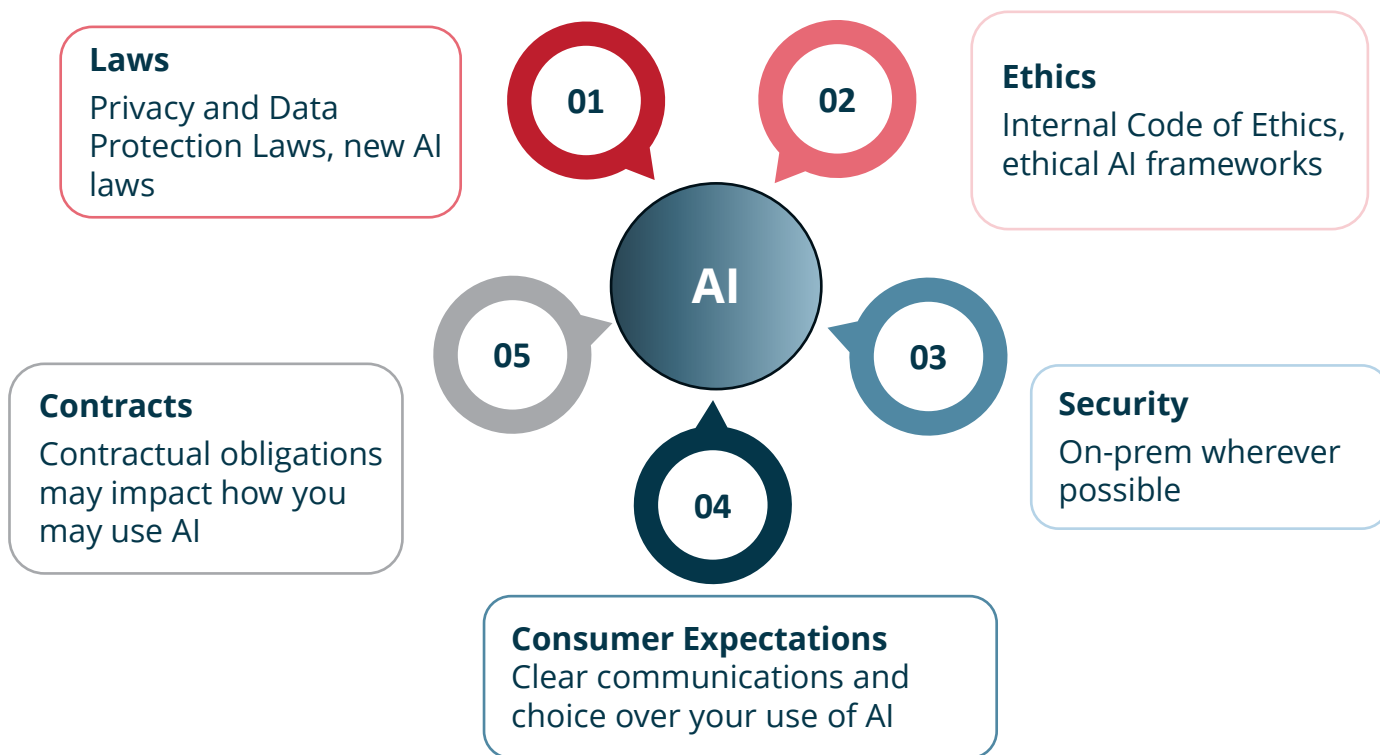 01
Laws
Privacy and Data
Protection Laws, new AI
laws
02
Ethics
Internal Code of Ethics,
ethical AI frameworks
AI
03
Security
On-prem wherever
possible
04
Consumer Expectations
Clear communications and
choice over your use of AI
05
Contracts
Contractual obligations
may impact how you
may use AI